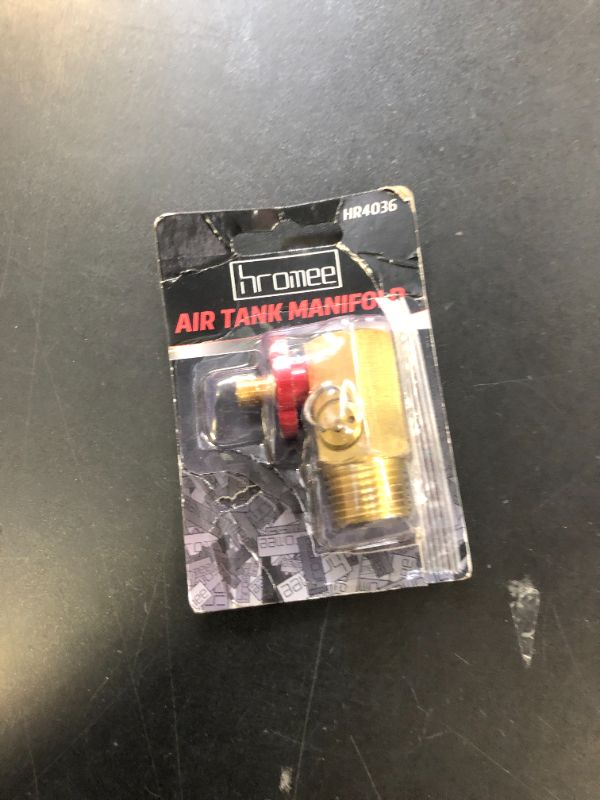 HR4036
hromee
AIR TANK MANIFOLD